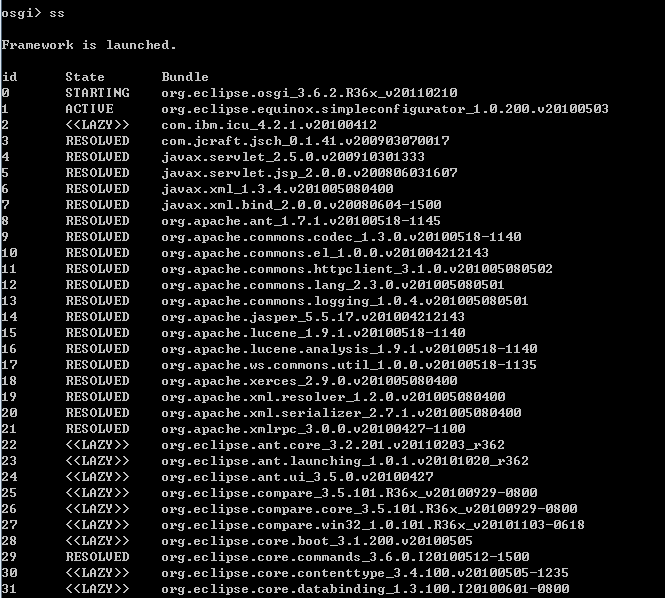 osgi> ss
Framework is launched.
id State Bundle
0 STARTING org.eclipse.osgi_3.6.2.R36x_v20110210
1 ACTIVE org.eclipse.equinox.simpleconfigurator_1.0.200.v20100503
2 <<LAZY>> com.ibm.icu_4.2.1.v20100412
3 RESOLVED com.jcraft.jsch_0.1.41.v200903070017
4 RESOLVED javax.servlet_2.5.0.v200910301333
5 RESOLVED javax.servlet.jsp_2.0.0.v200806031607
6 RESOLVED javax.xml_1.3.4.v201005080400
7 RESOLVED javax.xml.bind_2.0.0.v20080604-1500
8 RESOLVED org.apache.ant_1.7.1.v20100518-1145
9 RESOLVED org.apache.commons.codec_1.3.0.v20100518-1140
10 RESOLVED org.apache.commons.el_1.0.0.v201004212143
11 RESOLVED org.apache.commons.httpclient_3.1.0.v201005080502
12 RESOLVED org.apache.commons.lang_2.3.0.v201005080501
13 RESOLVED org.apache.commons.logging_1.0.4.v201005080501
14 RESOLVED org.apache.jasper_5.5.17.v201004212143
15 RESOLVED org.apache.lucene_1.9.1.v20100518-1140
16 RESOLVED org.apache.lucene.analysis_1.9.1.v20100518-1140
17 RESOLVED org.apache.ws.commons.util_1.0.0.v20100518-1135
18 RESOLVED org.apache.xerces_2.9.0.v201005080400
19 RESOLVED org.apache.xml.resolver_1.2.0.v201005080400
20 RESOLVED org.apache.xml.serializer_2.7.1.v201005080400
21 RESOLVED org.apache.xmlrpc_3.0.0.v20100427-1100
22 <<LAZY>> org.eclipse.ant.core_3.2.201.v20110203_r362
23 <<LAZY>> org.eclipse.ant.launching_1.0.1.v20101020_r362
24 <<LAZY>> org.eclipse.ant.ui_3.5.0.v20100427
25 <<LAZY>> org.eclipse.compare_3.5.101.R36x_v20100929-0800
26 <<LAZY>> org.eclipse.compare.core_3.5.101.R36x_v20100929-0800
27 <<LAZY>> org.eclipse.compare.win32_1.0.101.R36x_v20101103-0618
28 <<LAZY>> org.eclipse.core.boot_3.1.200.v20100505
29 RESOLVED org.eclipse.core.commands_3.6.0.I20100512-1500
30 <<LAZY>> org.eclipse.core.contenttype_3.4.100.v20100505-1235
31 <<LAZY>> org.eclipse.core.databinding_1.3.100.I20100601-0800